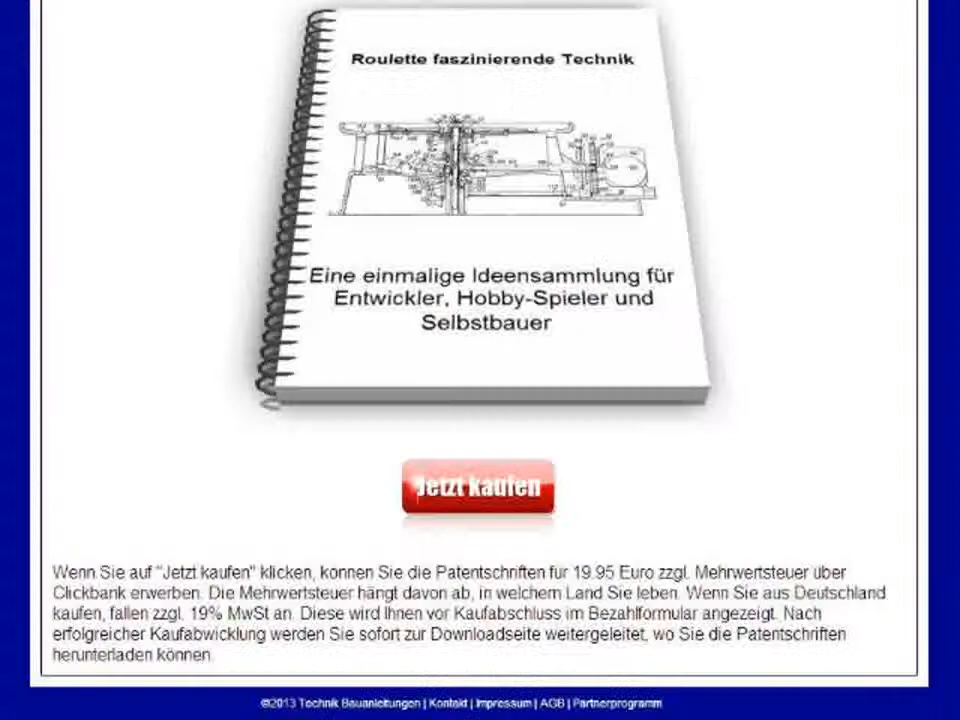 Roulette faszinierende Technik
Eine einmalige Ideensammlung für
Entwickler, Hobby-Spieler und
Selbstbauer
Jetzt kaufen
Wenn Sie auf "Jetzt kaufen" klicken, können Sie die Patentschriften für 19.95 Euro zzgl. Mehrwertsteuer über
Clickbank erwerben. Die Mehrwertsteuer hängt davon ab, in welchem Land Sie leben. Wenn Sie aus Deutschland
kaufen, fallen zzgl. 19% MwSt an. Diese wird Ihnen vor Kaufabschluss im Bezahlformular angezeigt. Nach
erfolgreicher Kaufabwicklung werden Sie sofort zur Downloadseite weitergeleitet, wo Sie die Patentschriften
herunterladen können.
©2013 Technik Bauanleitungen | Kontakt | Impressum | AGB | Partnerprogramm